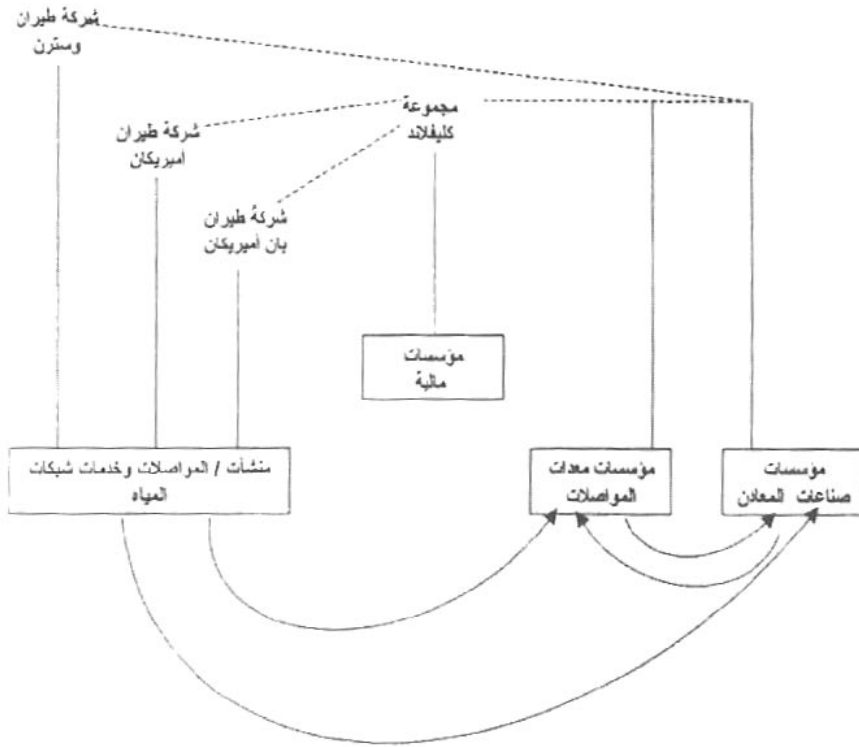 شركة طيران
وسترن
مجموعة
كليفلاند
شركة طيران
أميريكان
شركة طيران
بان أميريكان
مؤسسات
مالية
مؤسسات
صناعات المعادن
مؤسسات معدات
المواصلات
منشآت / المواصلات وخدمات شبكات
المياه